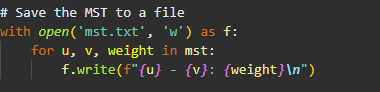 # Save the MST to a file
with open('mst.txt', 'w') as f:
    for u, v, weight in mst:
        f.write(f"{u} - {v}: {weight}\n")